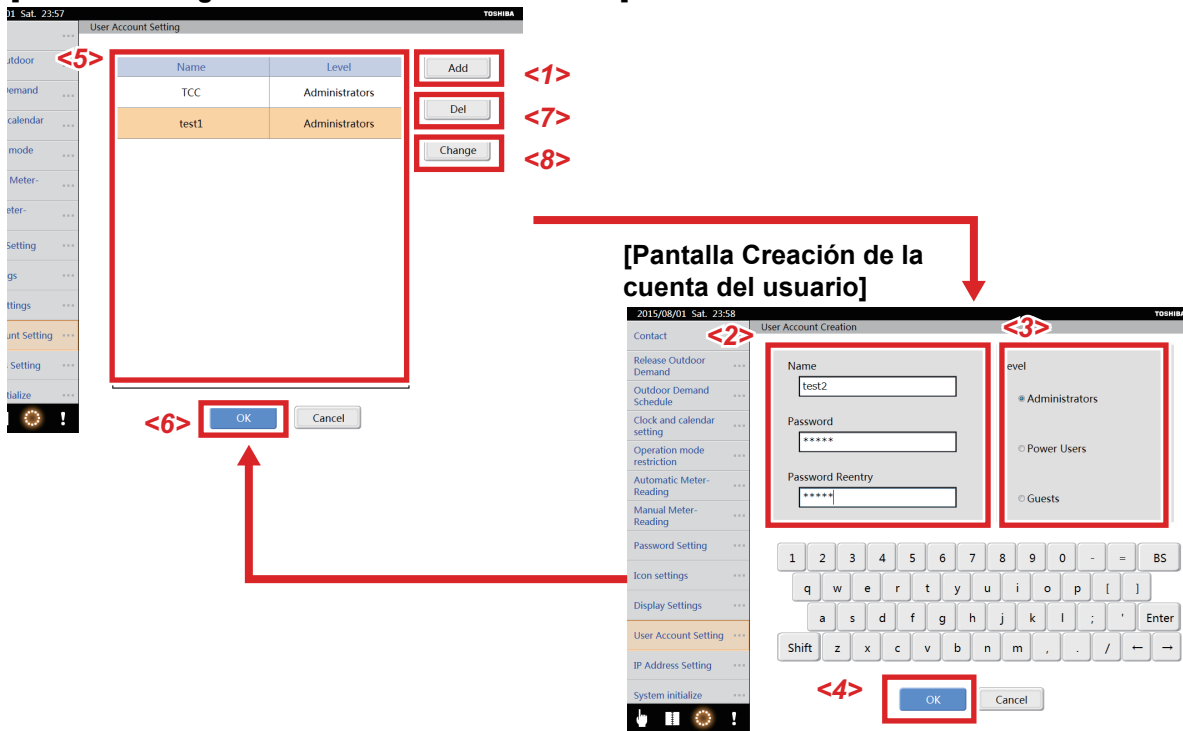 01 Sat. 23:57
TOSHIBA
User Account Setting
utdoor
emand
calendar
mode
Meter-
eter-
Setting
gs
ttings
unt Setting
Setting
tialize
!
<5>
Name Level
TCC Administrators
test1 Administrators
Add
<1>
Del
<7>
Change
<8>
<6>
OK
Cancel
[Pantalla Creación de la
cuenta del usuario]
2015/08/01 Sat. 23:58
TOSHIBA
User Account Creation
Contact
Release Outdoor
Demand
Outdoor Demand
Schedule
Clock and calendar
setting
Operation mode
restriction
Automatic Meter-
Reading
Manual Meter-
Reading
Password Setting
Icon settings
Display Settings
User Account Setting
IP Address Setting
System initialize
!
<2>
Name
test2
Password
*****
Password Reentry
*****
<3>
evel
Administrators
Power Users
Guests
1 2 3 4 5 6 7 8 9 0 - = BS
q w e r t y u i o p [ ]
a s d f g h j k l ; ' Enter
Shift z x c v b n m , . / ← →
<4>
OK
Cancel